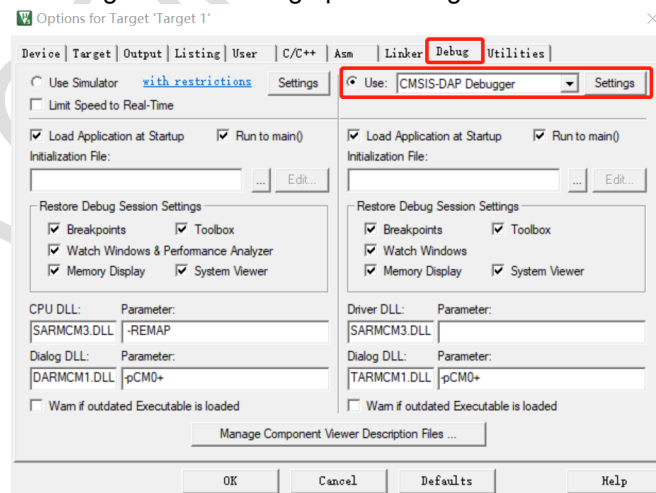 Options for Target 'Target 1'
Device Target Output Listing User C/C++ Asm Linker Debug Utilities
Use Simulator with restrictions Settings
Use: CMSIS-DAP Debugger Settings
Limit Speed to Real-Time
Load Application at Startup Run to main()
Load Application at Startup Run to main()
Initialization File:
Initialization File:
... Edit...
... Edit...
Restore Debug Session Settings
Breakpoints Toolbox
Watch Windows & Performance Analyzer
Memory Display System Viewer
Restore Debug Session Settings
Breakpoints Toolbox
Watch Windows
Memory Display System Viewer
CPU DLL: Parameter:
SARMCM3.DLL -REMAP
Driver DLL: Parameter:
SARMCM3.DLL
Dialog DLL: Parameter:
DARMCM1.DLL -pCM0+
Dialog DLL: Parameter:
TARMCM1.DLL -pCM0+
Warn if outdated Executable is loaded
Warn if outdated Executable is loaded
Manage Component Viewer Description Files ...
OK Cancel Defaults Help